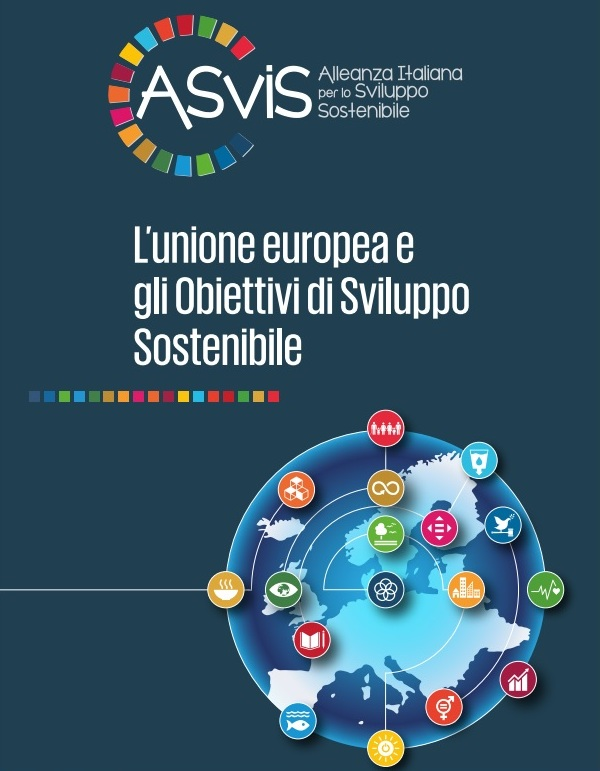 ASviS
Alleanza Italiana
per lo Sviluppo
Sostenibile
L'unione europea e
gli Obiettivi di Sviluppo
Sostenibile